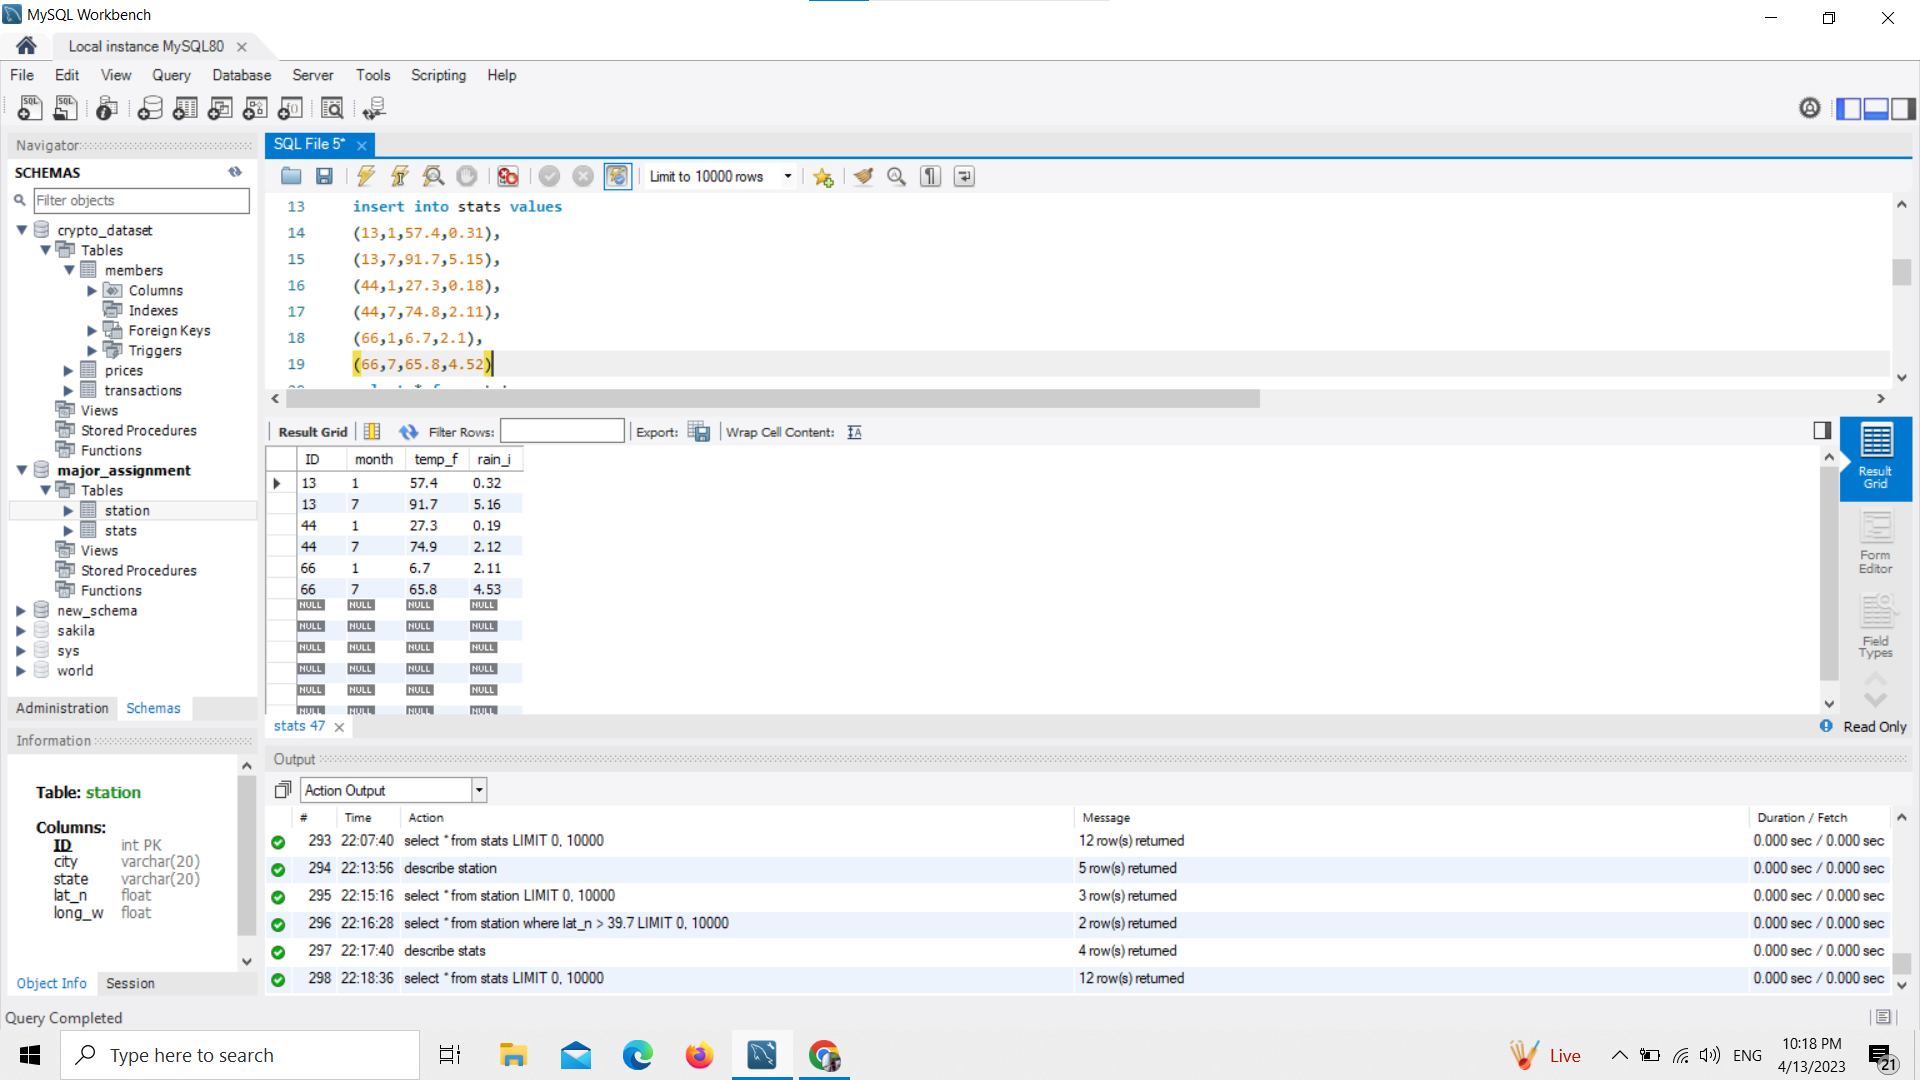 MySQL Workbench
Local instance MySQL80
File Edit View Query Database Server Tools Scripting Help
Navigator
SCHEMAS
Filter objects
crypto_dataset
Tables
members
Columns
Indexes
Foreign Keys
Triggers
prices
transactions
Views
Stored Procedures
Functions
major_assignment
Tables
station
stats
Views
Stored Procedures
Functions
new_schema
sakila
sys
world
Administration Schemas
Information
Table: station
Columns:
ID int PK
city varchar(20)
state varchar(20)
lat_n float
long_w float
Object Info Session
Query Completed
SQL File 5*
Limit to 10000 rows
13 insert into stats values
14 (13,1,57.4,0.31),
15 (13,7,91.7,5.15),
16 (44,1,27.3,0.18),
17 (44,7,74.8,2.11),
18 (66,1,6.7,2.1),
19 (66,7,65.8,4.52)
Result Grid Filter Rows: Export: Wrap Cell Content:
ID month temp_f rain_i
13 1 57.4 0.32
13 7 91.7 5.16
44 1 27.3 0.19
44 7 74.9 2.12
66 1 6.7 2.11
66 7 65.8 4.53
NULL NULL NULL NULL
NULL NULL NULL NULL
NULL NULL NULL NULL
NULL NULL NULL NULL
NULL NULL NULL NULL
NULL NULL NULL NULL
Result
Grid
Form
Editor
Field
Types
stats 47
Read Only
Output
Action Output
# Time Action Message Duration / Fetch
293 22:07:40 select * from stats LIMIT 0, 10000 12 row(s) returned 0.000 sec / 0.000 sec
294 22:13:56 describe station 5 row(s) returned 0.000 sec / 0.000 sec
295 22:15:16 select * from station LIMIT 0, 10000 3 row(s) returned 0.000 sec / 0.000 sec
296 22:16:28 select * from station where lat_n > 39.7 LIMIT 0, 10000 2 row(s) returned 0.000 sec / 0.000 sec
297 22:17:40 describe stats 4 row(s) returned 0.000 sec / 0.000 sec
298 22:18:36 select * from stats LIMIT 0, 10000 12 row(s) returned 0.000 sec / 0.000 sec
Type here to search
Live
ENG
10:18 PM
4/13/2023
21